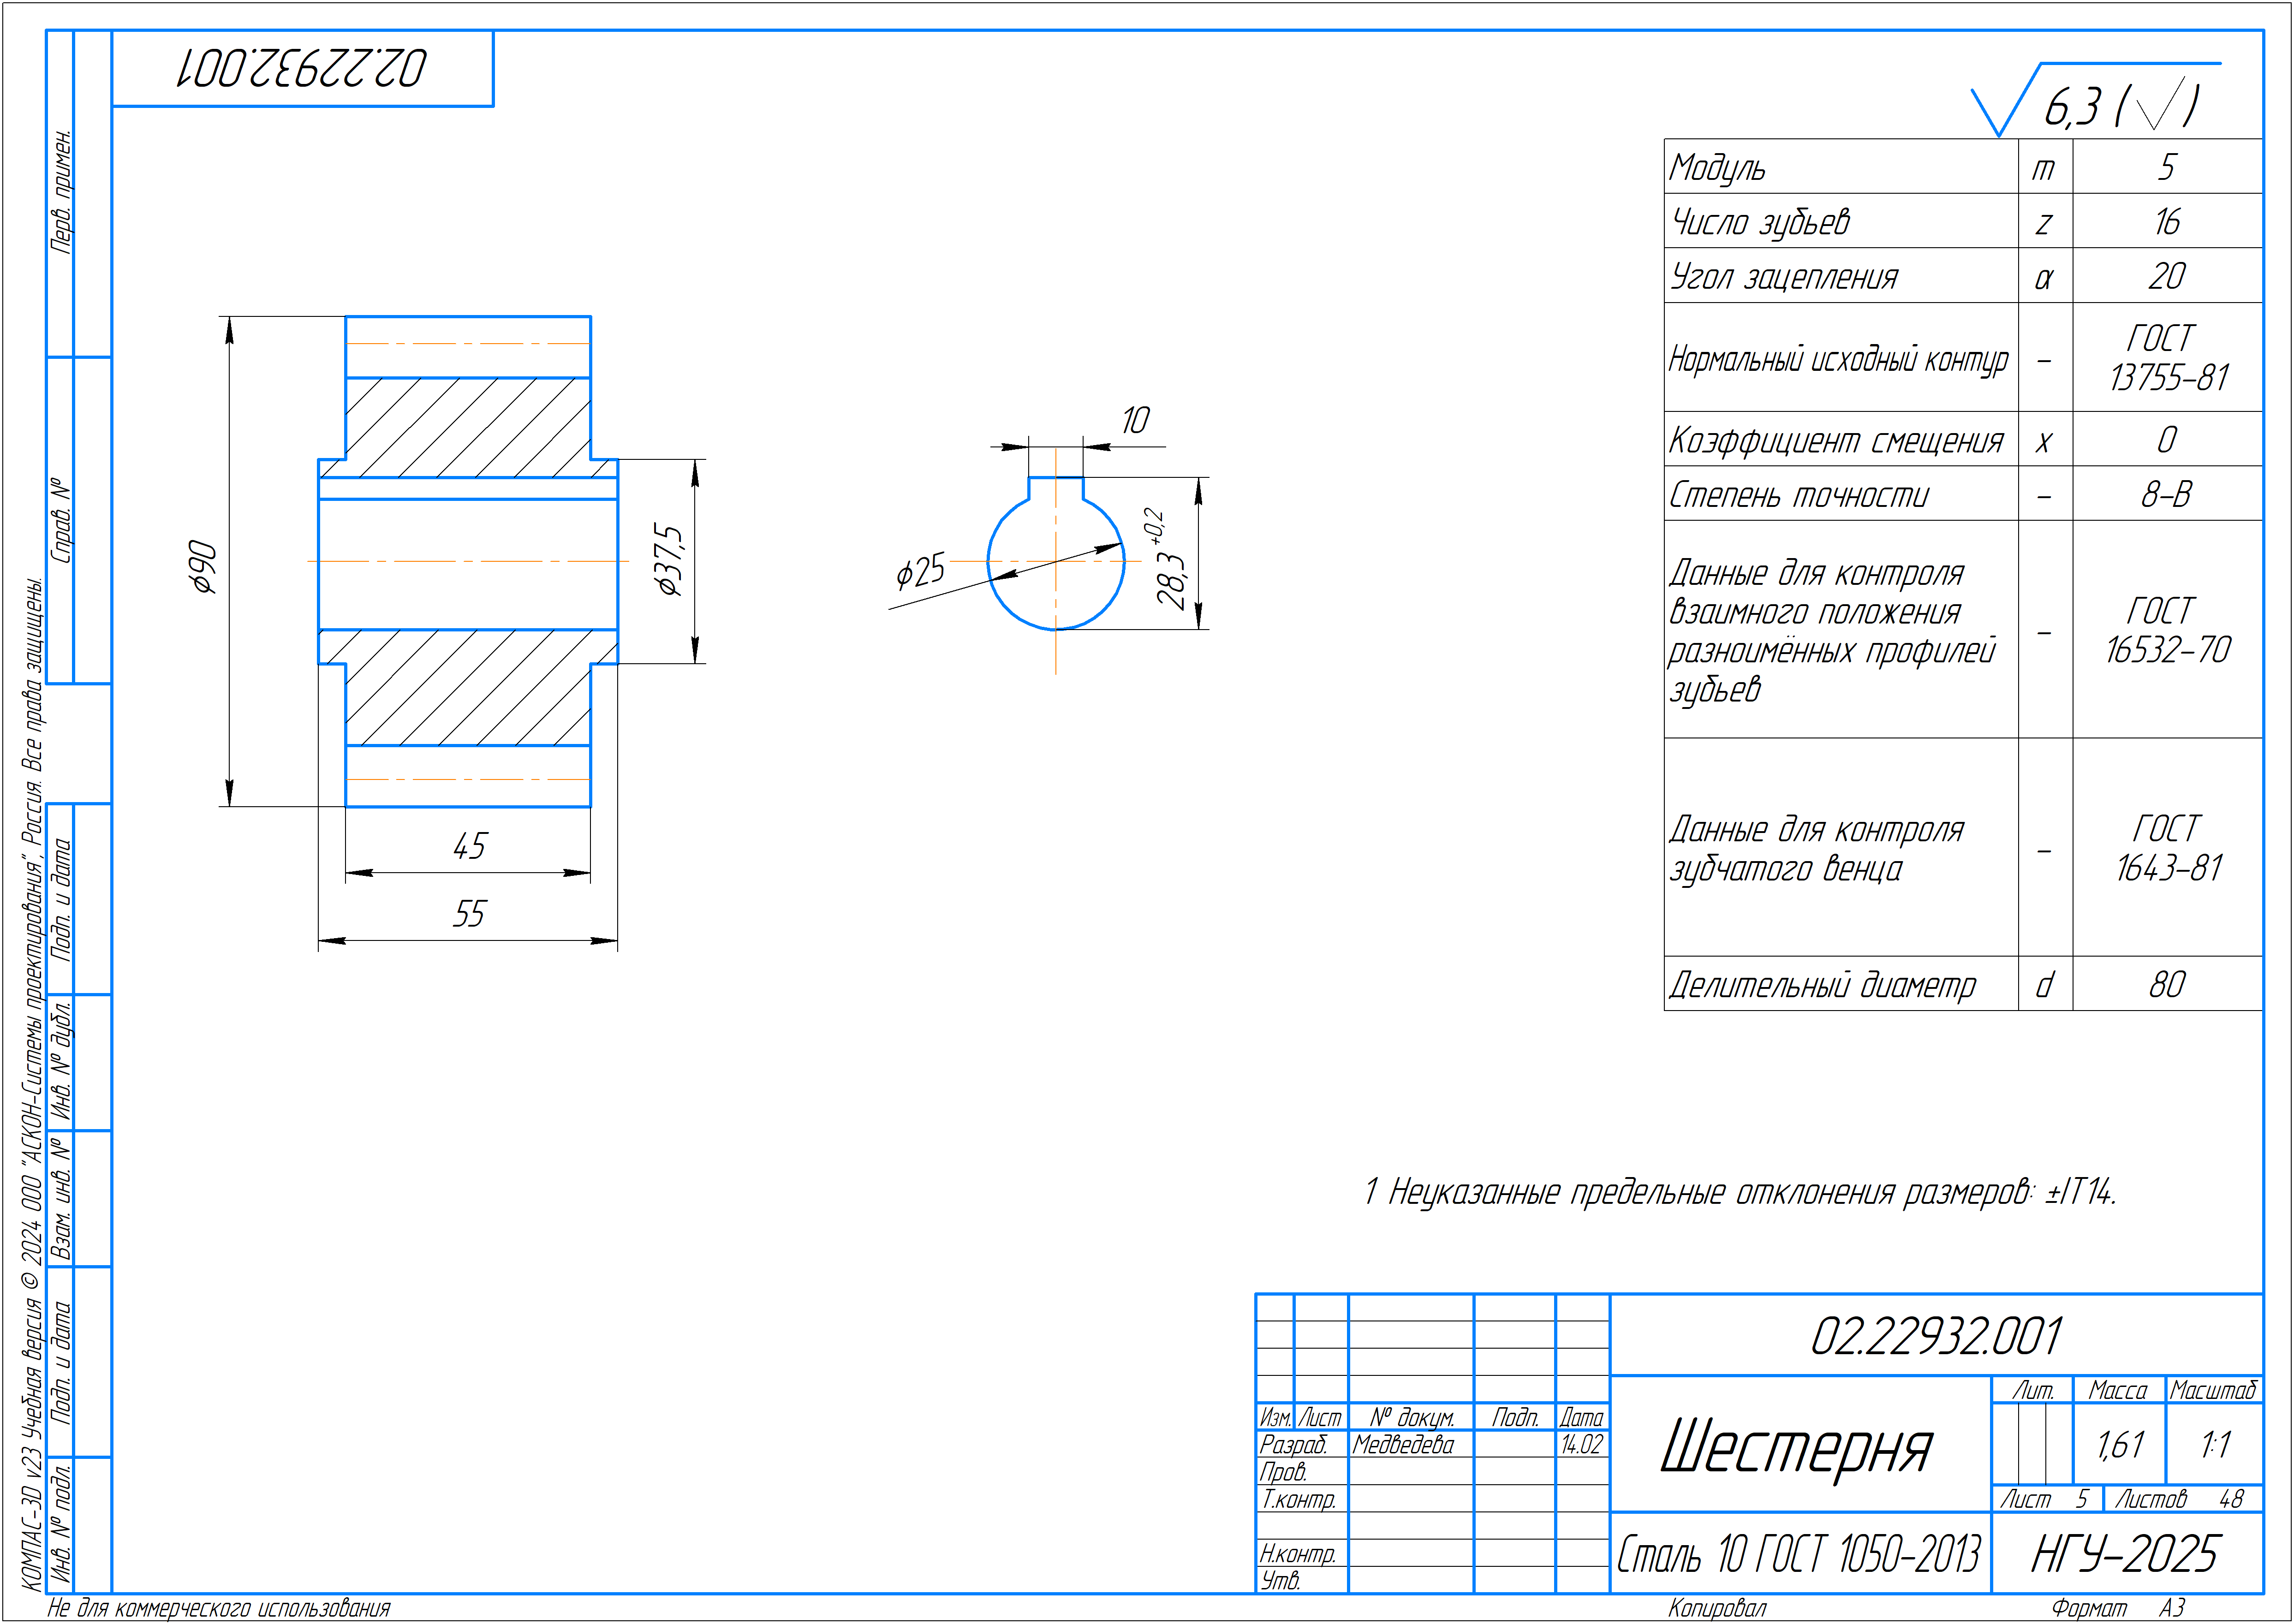 02.22932.001
6,3 (√)
Модуль m 5
Число зубьев z 16
Угол зацепления α 20
Нормальный исходный контур – ГОСТ
13755–81
Коэффициент смещения x 0
Степень точности – 8–В
Данные для контроля
взаимного положения
разноимённых профилей
зубьев
– ГОСТ
16532–70
Данные для контроля
зубчатого венца
– ГОСТ
1643–81
Делительный диаметр d 80
ϕ90
ϕ37,5
45
55
10
ϕ25
28,3 +0,2
1 Неуказанные предельные отклонения размеров: ±IT14.
Перв. примен.
Справ. №
Подп. и дата
Инв. № дубл.
Взам. инв. №
Подп. и дата
Инв. № подл.
КОМПАС-3D v23 Учебная версия © 2024 ООО "АСКОН-Системы проектирования", Россия. Все права защищены.
02.22932.001
Изм. Лист № докум. Подп. Дата
Разраб. Медведева 14.02
Пров.
Т.контр.
Н.контр.
Утв.
Шестерня
Лит. Масса Масштаб
1,61 1:1
Лист 5 Листов 48
Сталь 10 ГОСТ 1050-2013
НГУ-2025
Не для коммерческого использования
Копировал
Формат А3